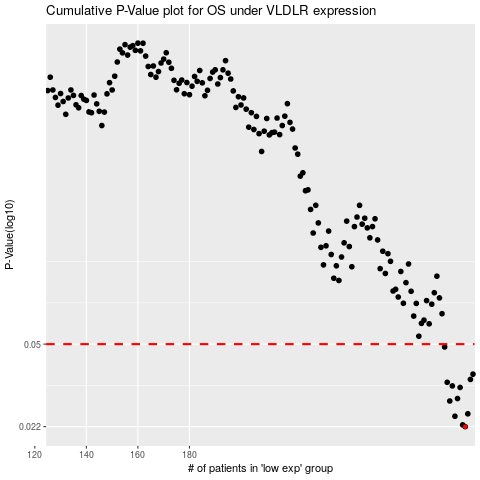 Cumulative P-Value plot for OS under VLDLR expression
P-Value(log10)
0.05
0.022
120
140
160
180
# of patients in 'low exp' group